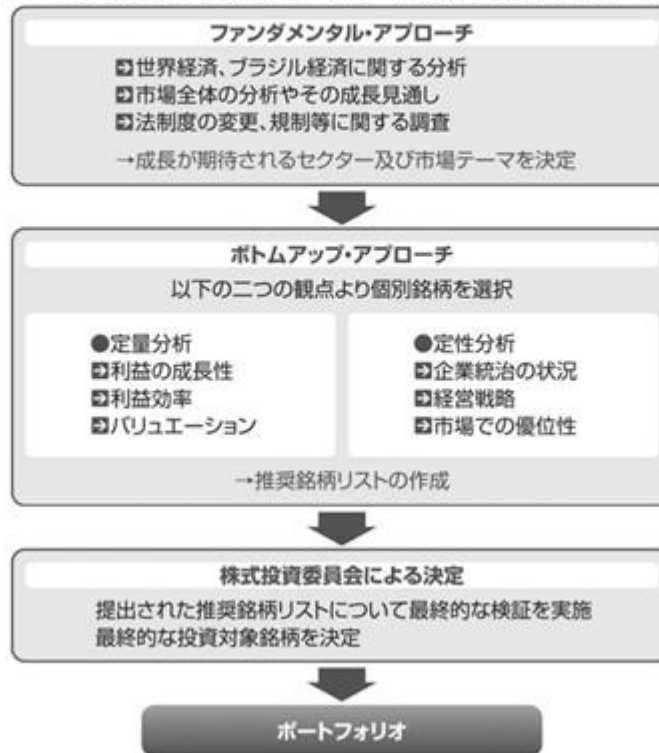 ファンダメンタル・アプローチ
➡世界経済、ブラジル経済に関する分析
➡市場全体の分析やその成長見通し
➡法制度の変更、規制等に関する調査
→成長が期待されるセクター及び市場テーマを決定
ボトムアップ・アプローチ
以下の二つの観点より個別銘柄を選択
●定量分析
➡利益の成長性
➡利益効率
➡バリュエーション
●定性分析
➡企業統治の状況
➡経営戦略
➡市場での優位性
→推奨銘柄リストの作成
株式投資委員会による決定
提出された推奨銘柄リストについて最終的な検証を実施
最終的な投資対象銘柄を決定
ポートフォリオ